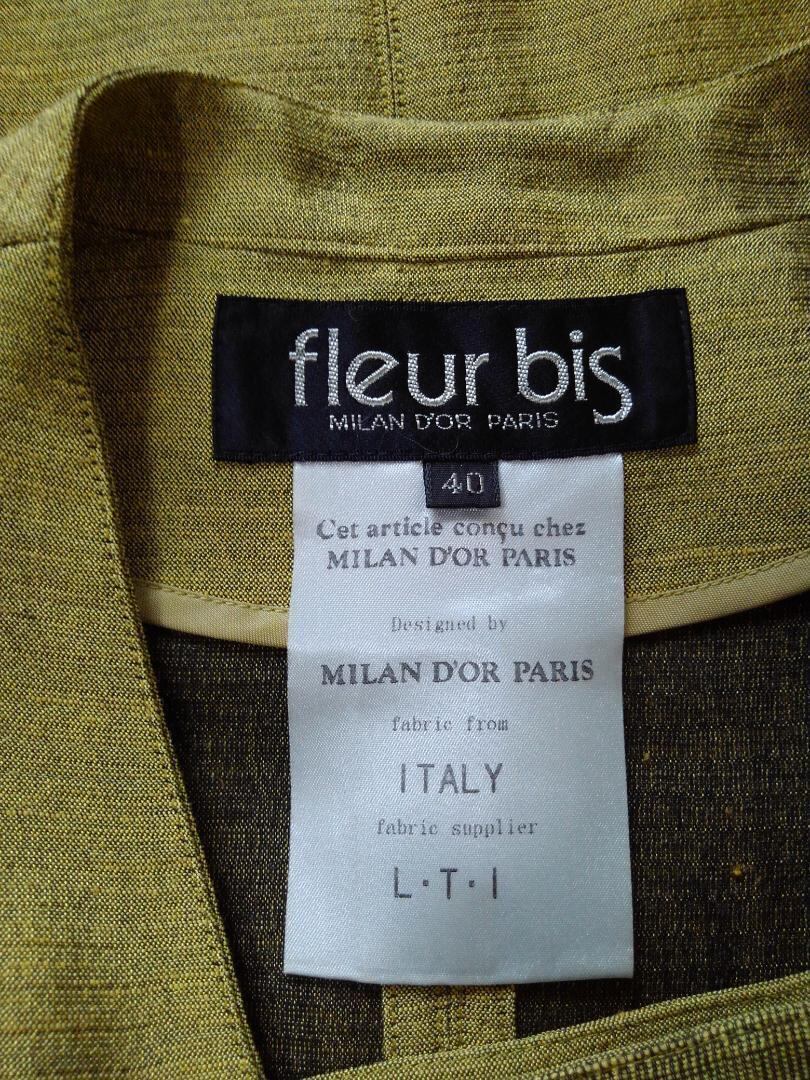 fleur bis
MILAN D'OR PARIS
40
Cet article conçu chez
MILAN D'OR PARIS
Designed by
MILAN D'OR PARIS
fabric from
ITALY
fabric supplier
L·T·I